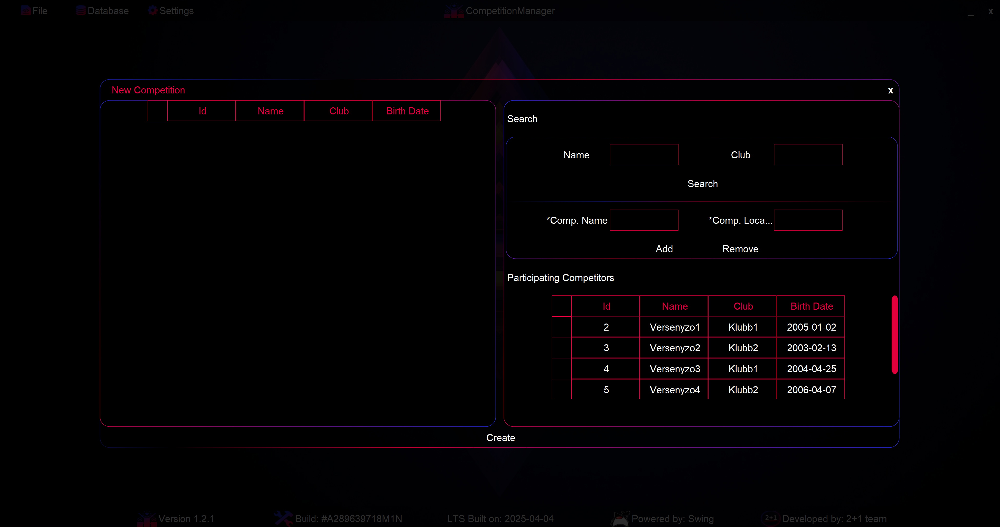 File Database Settings CompetitionManager _ x
New Competition x
Id Name Club Birth Date
Search
Name Club
Search
*Comp. Name *Comp. Loca...
Add Remove
Participating Competitors
Id Name Club Birth Date
2 Versenyzo1 Klubb1 2005-01-02
3 Versenyzo2 Klubb2 2003-02-13
4 Versenyzo3 Klubb1 2004-04-25
5 Versenyzo4 Klubb2 2006-04-07
Create
Version 1.2.1 Build: #A289639718M1N LTS Built on: 2025-04-04 Powered by: Swing 2+1 Developed by: 2+1 team